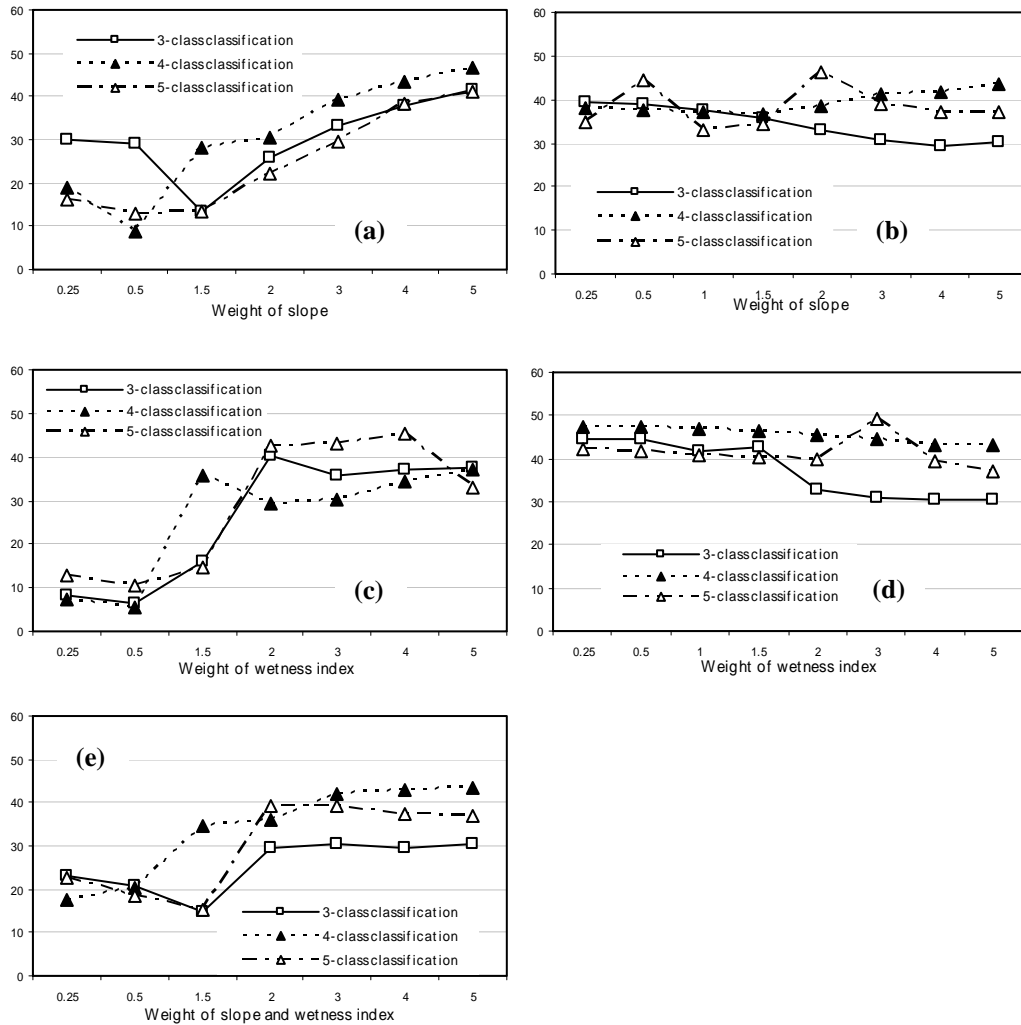 60
50
40
30
20
10
0
3-classclassification
4-classclassification
5-classclassification
(a)
0.25 0.5 1.5 2 3 4 5
Weight of slope
60
50
40
30
20
10
0
3-classclassification
4-classclassification
5-classclassification
(b)
0.25 0.5 1 1.5 2 3 4 5
Weight of slope
60
50
40
30
20
10
0
3-classclassification
4-classclassification
5-classclassification
(c)
0.25 0.5 1.5 2 3 4 5
Weight of wetness index
60
50
40
30
20
10
0
3-classclassification
4-classclassification
5-classclassification
(d)
0.25 0.5 1 1.5 2 3 4 5
Weight of wetness index
60
50
40
30
20
10
0
(e)
3-classclassification
4-classclassification
5-classclassification
0.25 0.5 1.5 2 3 4 5
Weight of slope and wetness index